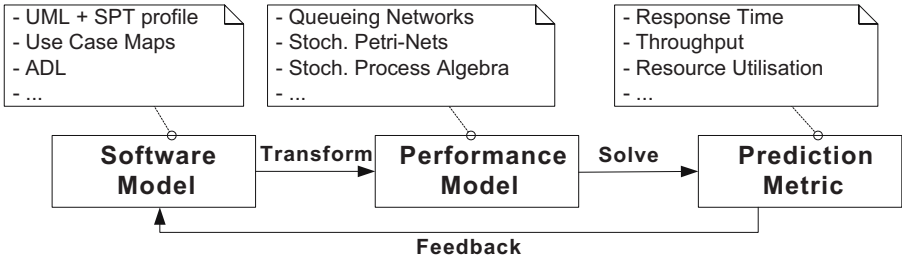 - UML + SPT profile
- Use Case Maps
- ADL
- ...
- Queueing Networks
- Stoch. Petri-Nets
- Stoch. Process Algebra
- ...
- Response Time
- Throughput
- Resource Utilisation
- ...
Software
Model
Transform
Performance
Model
Solve
Prediction
Metric
Feedback